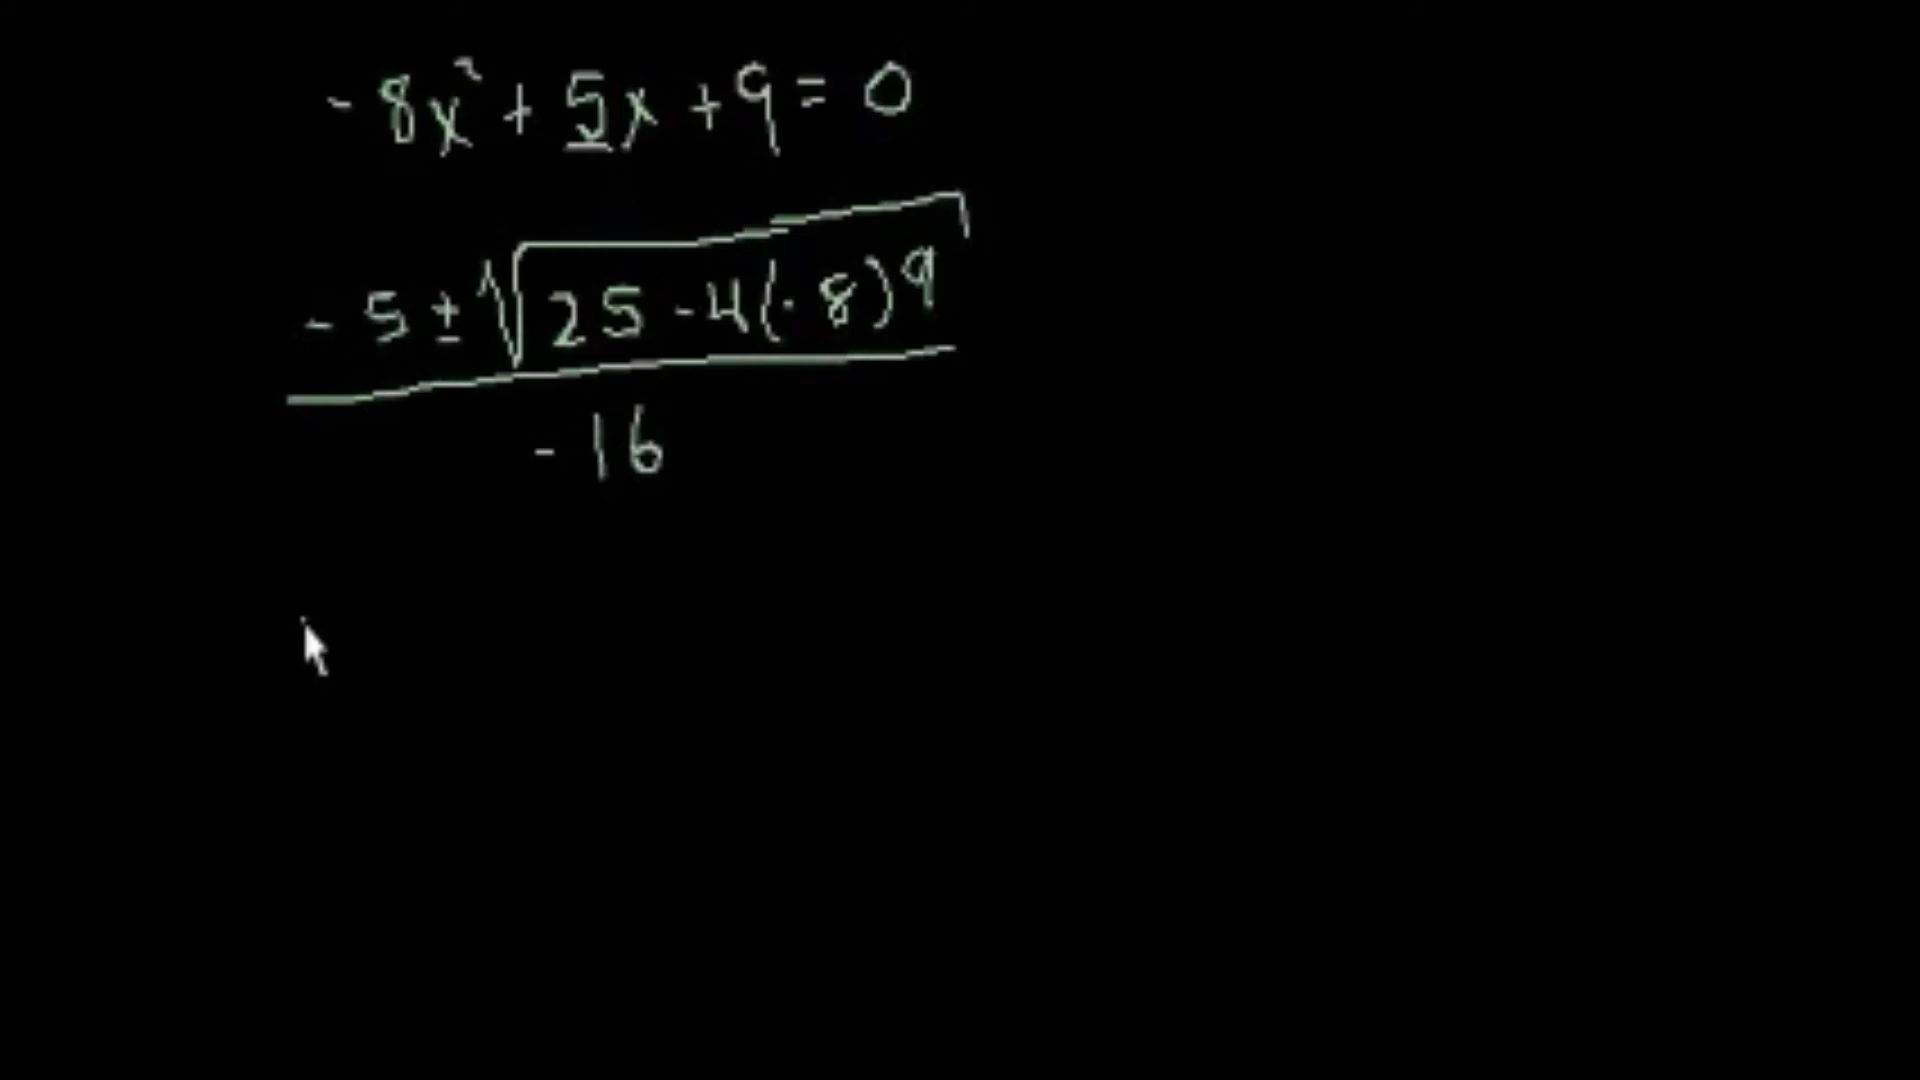 -8x² + 5x + 9 = 0
-5 ± √25 - 4(-8)9
-16